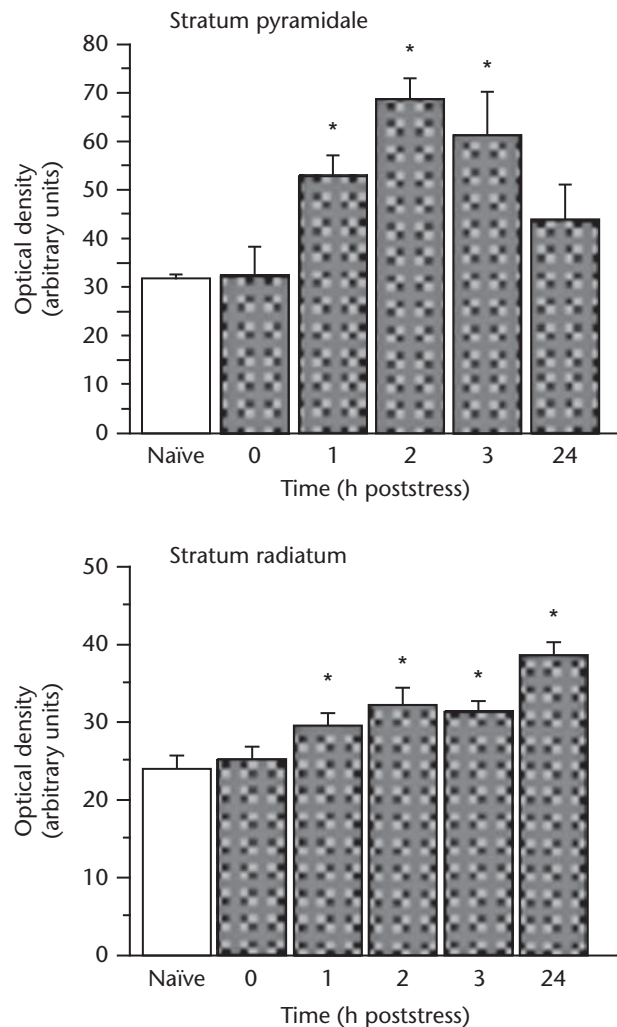 Stratum pyramidale
80
70
60
50
40
30
20
10
0
Optical density
(arbitrary units)
*
*
*
Naïve 0 1 2 3 24
Time (h poststress)
Stratum radiatum
50
40
30
20
10
0
Optical density
(arbitrary units)
*
*
*
*
Naïve 0 1 2 3 24
Time (h poststress)